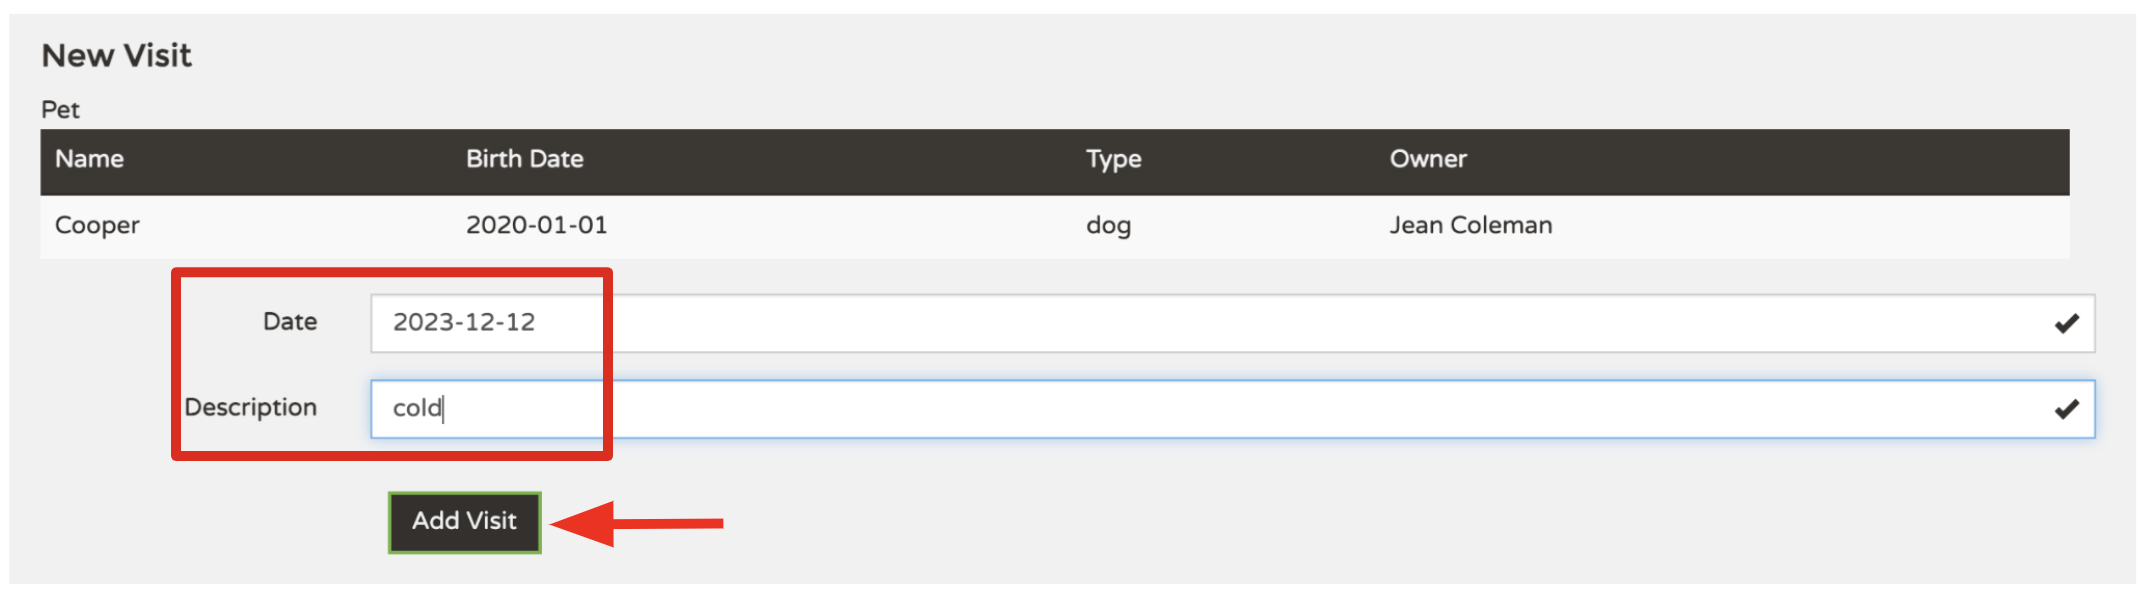 New Visit
Pet
Name Birth Date Type Owner
Cooper 2020-01-01 dog Jean Coleman
Date 2023-12-12
Description cold
Add Visit